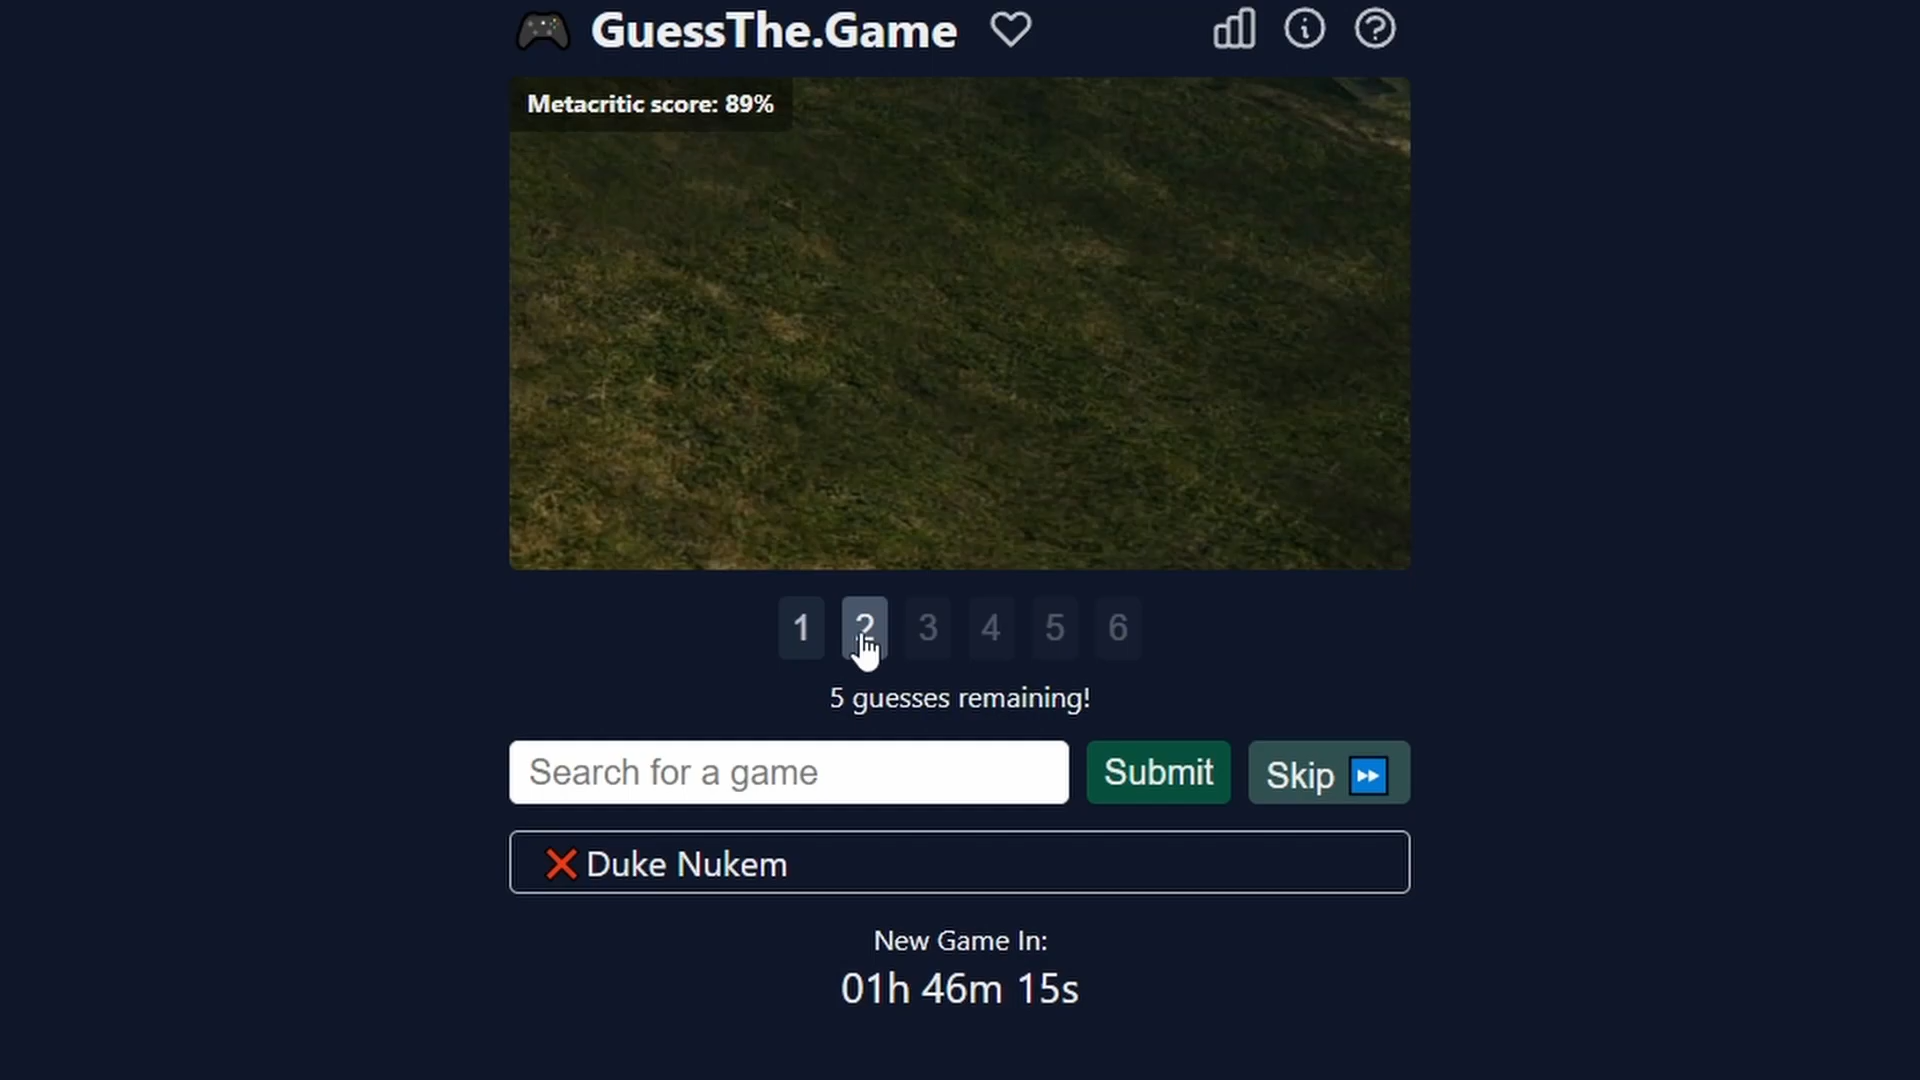 GuessThe.Game
Metacritic score: 89%
1 2 3 4 5 6
5 guesses remaining!
Search for a game
Submit
Skip
Duke Nukem
New Game In:
01h 46m 15s